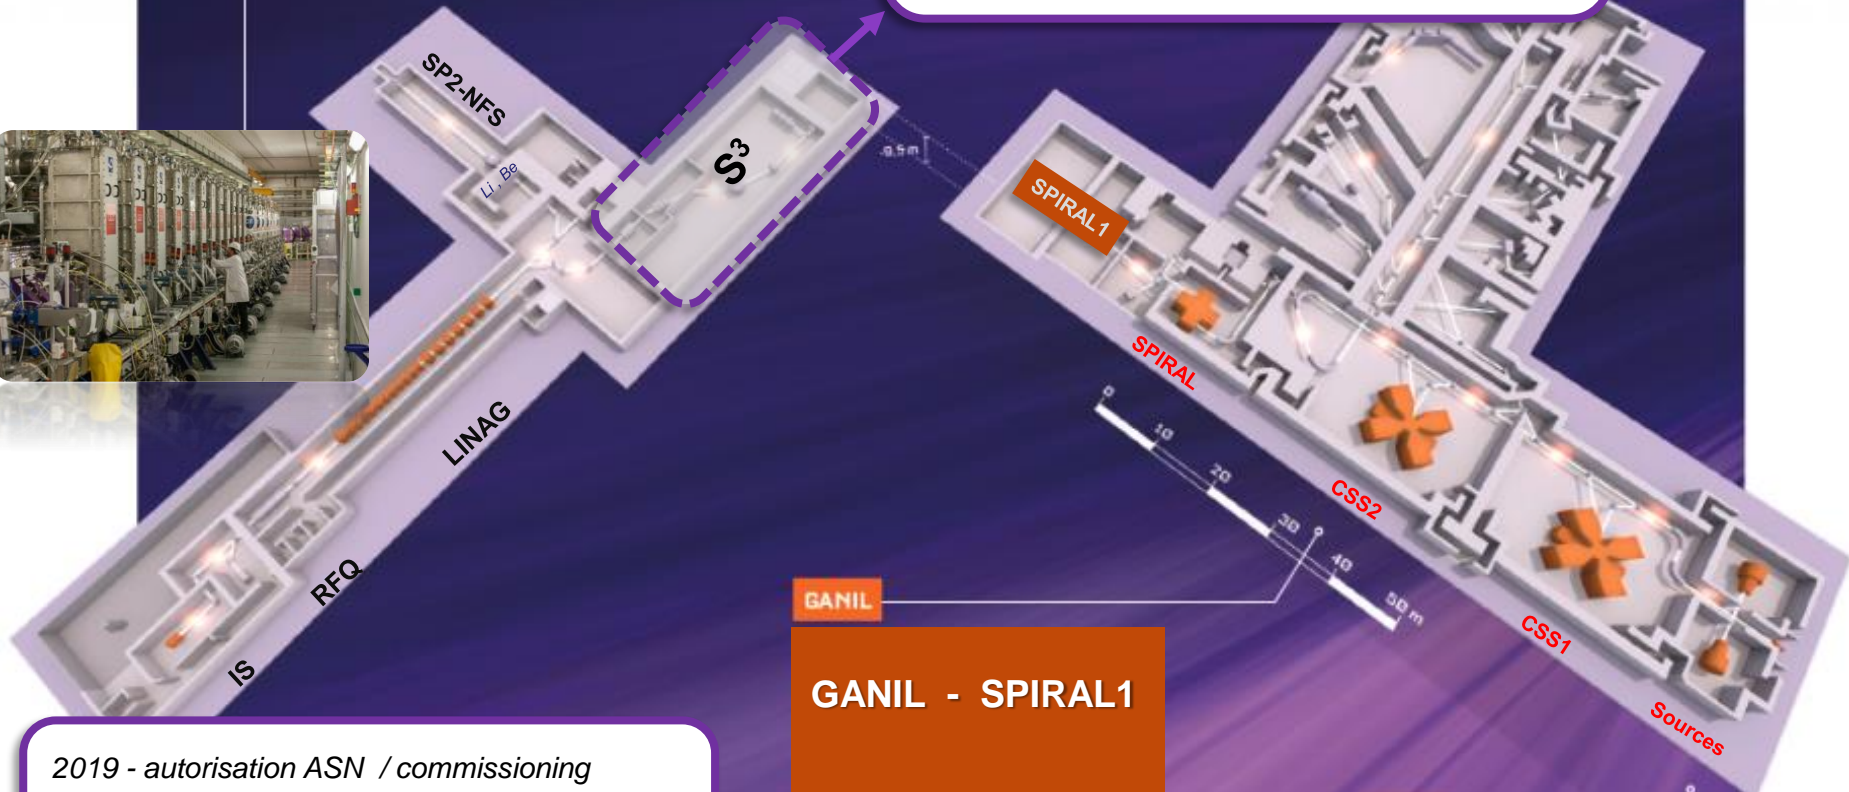 SP2-NFS
Li , Be
S³
9.5m
SPIRAL1
SPIRAL
LINAG
0
10
20
30
40
50 m
CSS2
RFQ
CSS1
IS
GANIL
GANIL - SPIRAL1
Sources
2019 - autorisation ASN / commissioning